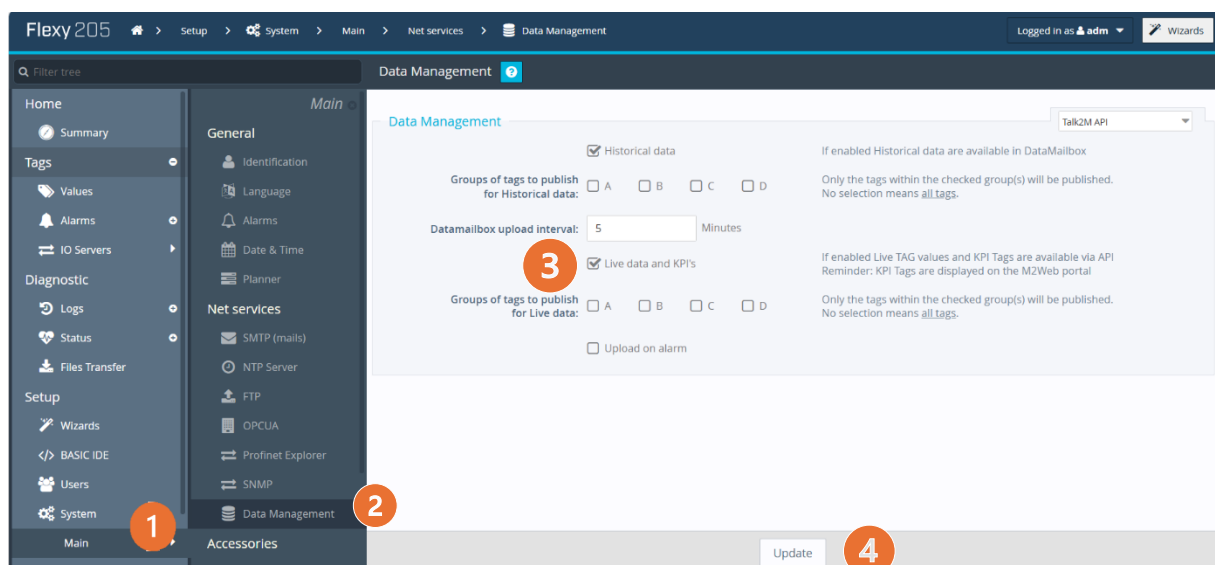 Flexy 205 > Setup > System > Main > Net services > Data Management
Logged in as adm
Wizards
Filter tree
Home
Summary
Tags
Values
Alarms
IO Servers
Diagnostic
Logs
Status
Files Transfer
Setup
Wizards
</> BASIC IDE
Users
System
1
Main
Main
General
Identification
Language
Alarms
Date & Time
Planner
Net services
SMTP (mails)
NTP Server
FTP
OPCUA
Profinet Explorer
SNMP
Data Management
2
Accessories
Data Management ?
Data Management
Talk2M API
Historical data
If enabled Historical data are available in DataMailbox
Groups of tags to publish
for Historical data:
A B C D
Only the tags within the checked group(s) will be published.
No selection means all tags.
Datamailbox upload interval: 5 Minutes
3
Live data and KPI's
If enabled Live TAG values and KPI Tags are available via API
Reminder: KPI Tags are displayed on the M2Web portal
Groups of tags to publish
for Live data:
A B C D
Only the tags within the checked group(s) will be published.
No selection means all tags.
Upload on alarm
Update
4